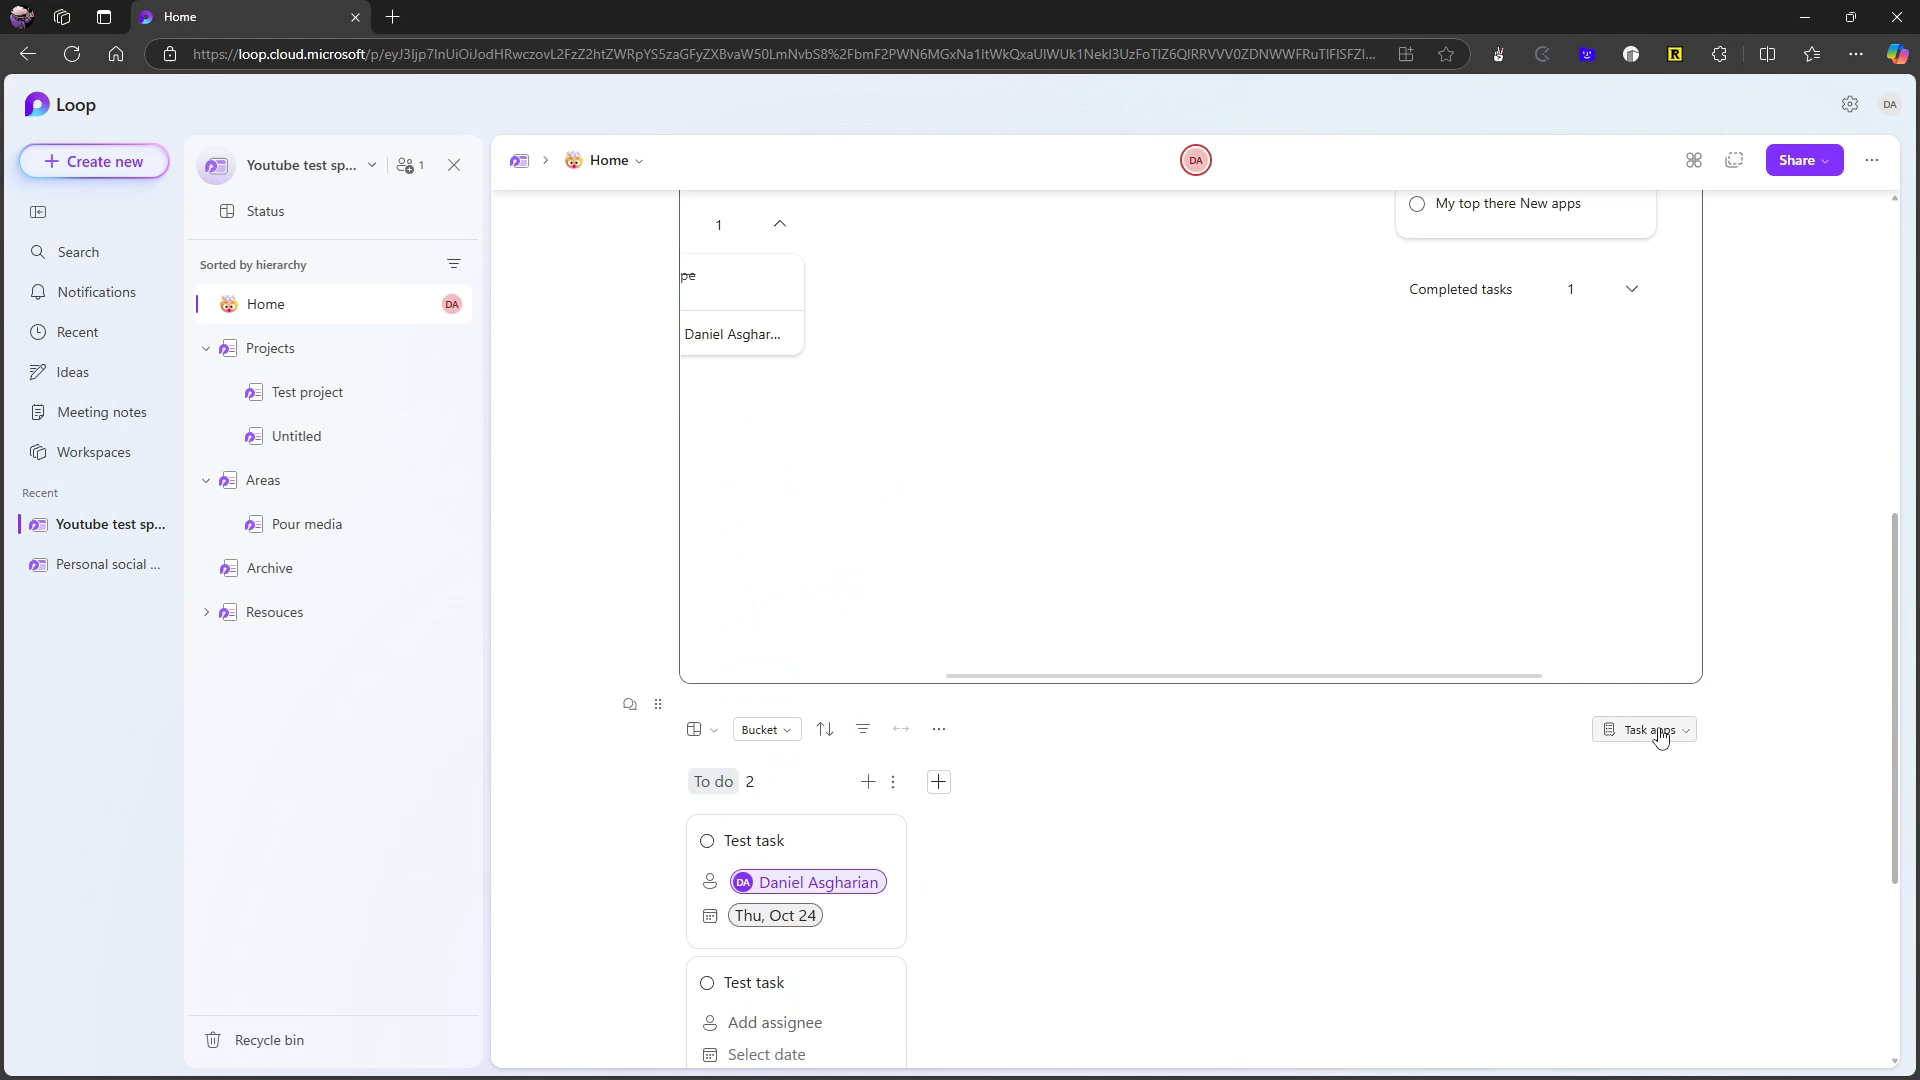 Home
https://loop.cloud.microsoft/p/eyJ3Ijp7InUiOiJodHRwczovL2FzZ2htZWRpYS5zaGFyZXBvaW50LmNvbS8%2FbmF2PWN6MGxNa1ItWkQxaUlWUk1Nekl3UzFoTlZ6QlRRVVV0ZDNWWFRuTlFlSFZl...
Loop
DA
Create new
Youtube test sp...
1
Home
DA
Share
Status
My top there New apps
1
Search
Sorted by hierarchy
pe
Notifications
Home
DA
Completed tasks
1
Recent
Projects
Daniel Asghar...
Ideas
Test project
Meeting notes
Untitled
Workspaces
Areas
Recent
Youtube test sp...
Pour media
Personal social ...
Archive
Resouces
Bucket
Task apps
To do 2
Test task
DA Daniel Asgharian
Thu, Oct 24
Test task
Add assignee
Recycle bin
Select date